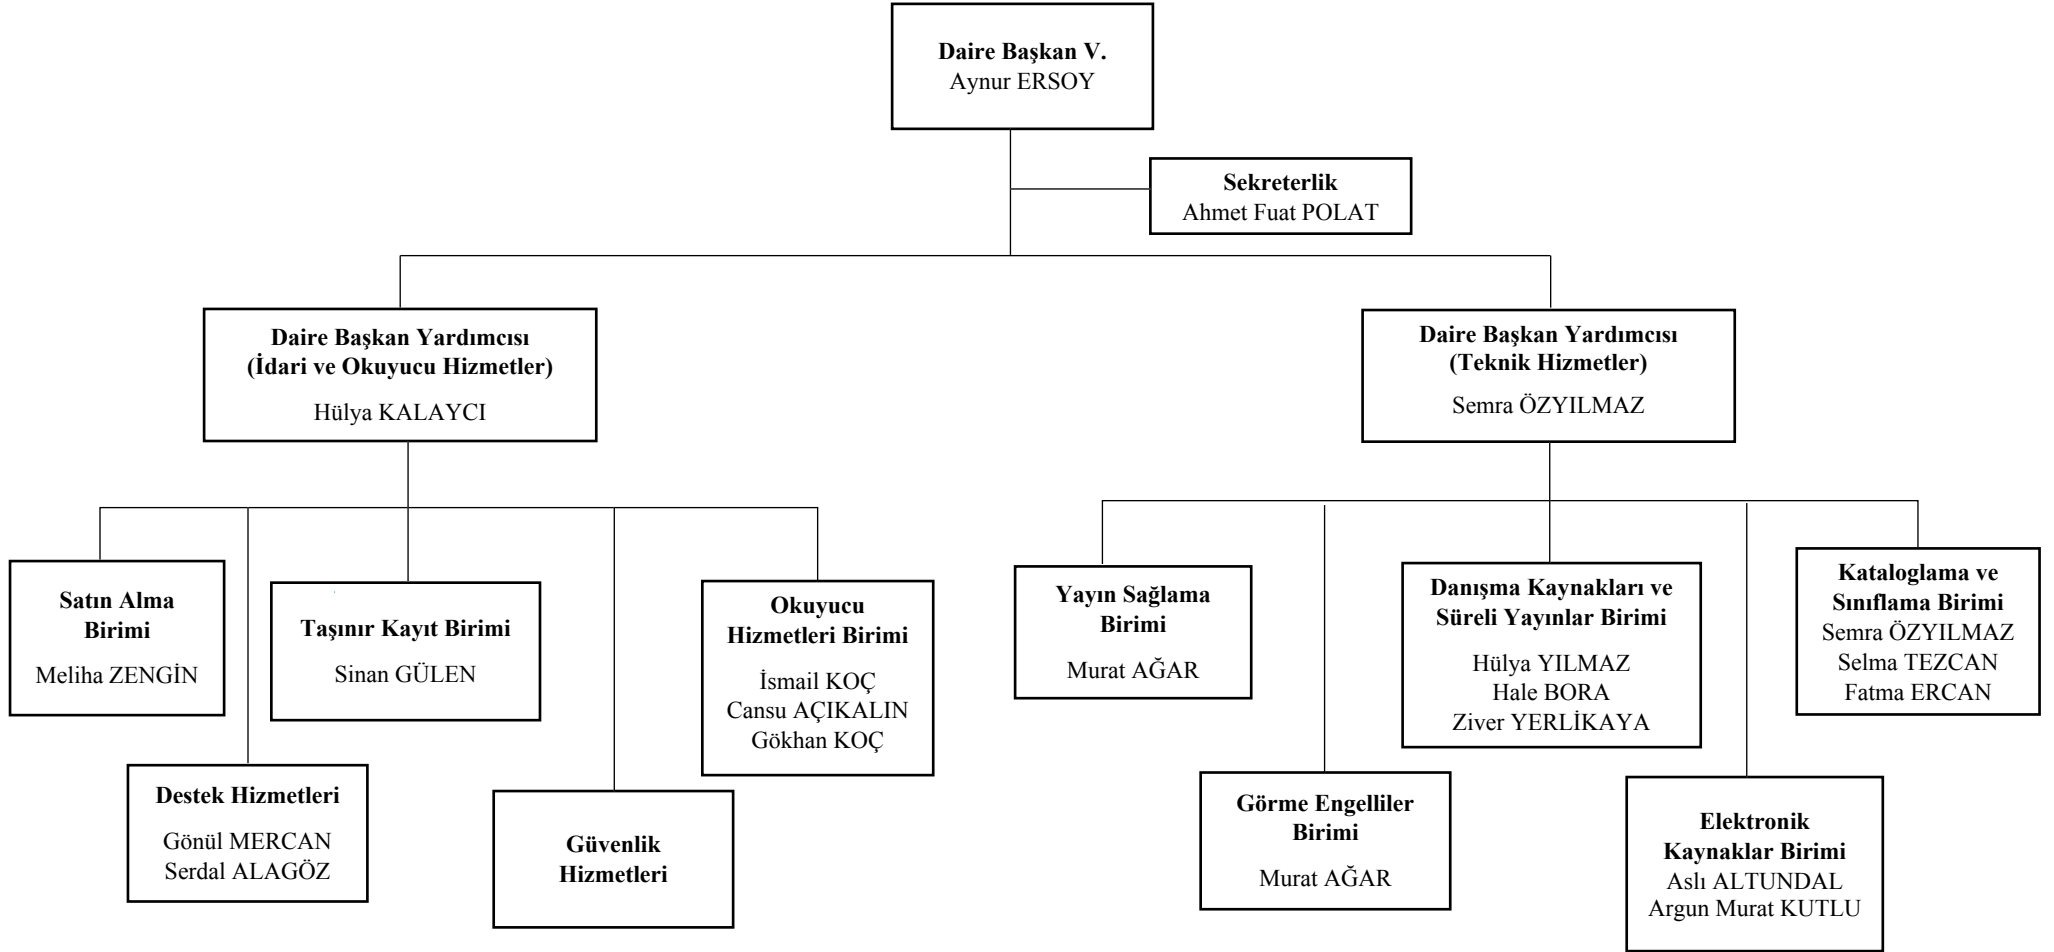 Daire Başkan V.
Aynur ERSOY
Sekreterlik
Ahmet Fuat POLAT
Daire Başkan Yardımcısı
(İdari ve Okuyucu Hizmetler)
Hülya KALAYCI
Daire Başkan Yardımcısı
(Teknik Hizmetler)
Semra ÖZYILMAZ
Satın Alma
Birimi
Meliha ZENGİN
Destek Hizmetleri
Gönül MERCAN
Serdal ALAGÖZ
Taşınır Kayıt Birimi
Sinan GÜLEN
Güvenlik
Hizmetleri
Okuyucu
Hizmetleri Birimi
İsmail KOÇ
Cansu AÇIKALIN
Gökhan KOÇ
Yayın Sağlama
Birimi
Murat AĞAR
Görme Engelliler
Birimi
Murat AĞAR
Danışma Kaynakları ve
Süreli Yayınlar Birimi
Hülya YILMAZ
Hale BORA
Ziver YERLİKAYA
Elektronik
Kaynaklar Birimi
Aslı ALTUNDAL
Argun Murat KUTLU
Kataloglama ve
Sınıflama Birimi
Semra ÖZYILMAZ
Selma TEZCAN
Fatma ERCAN